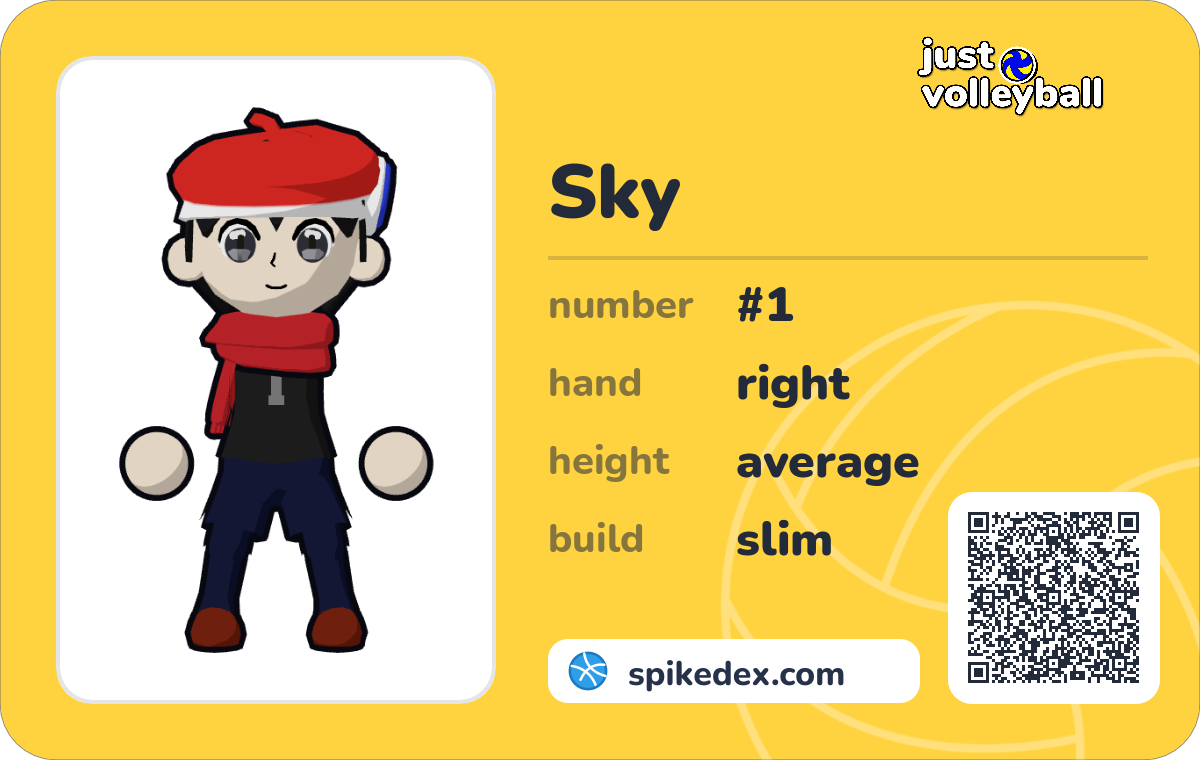 just
volleyball
Sky
number #1
hand right
height average
build slim
spikedex.com